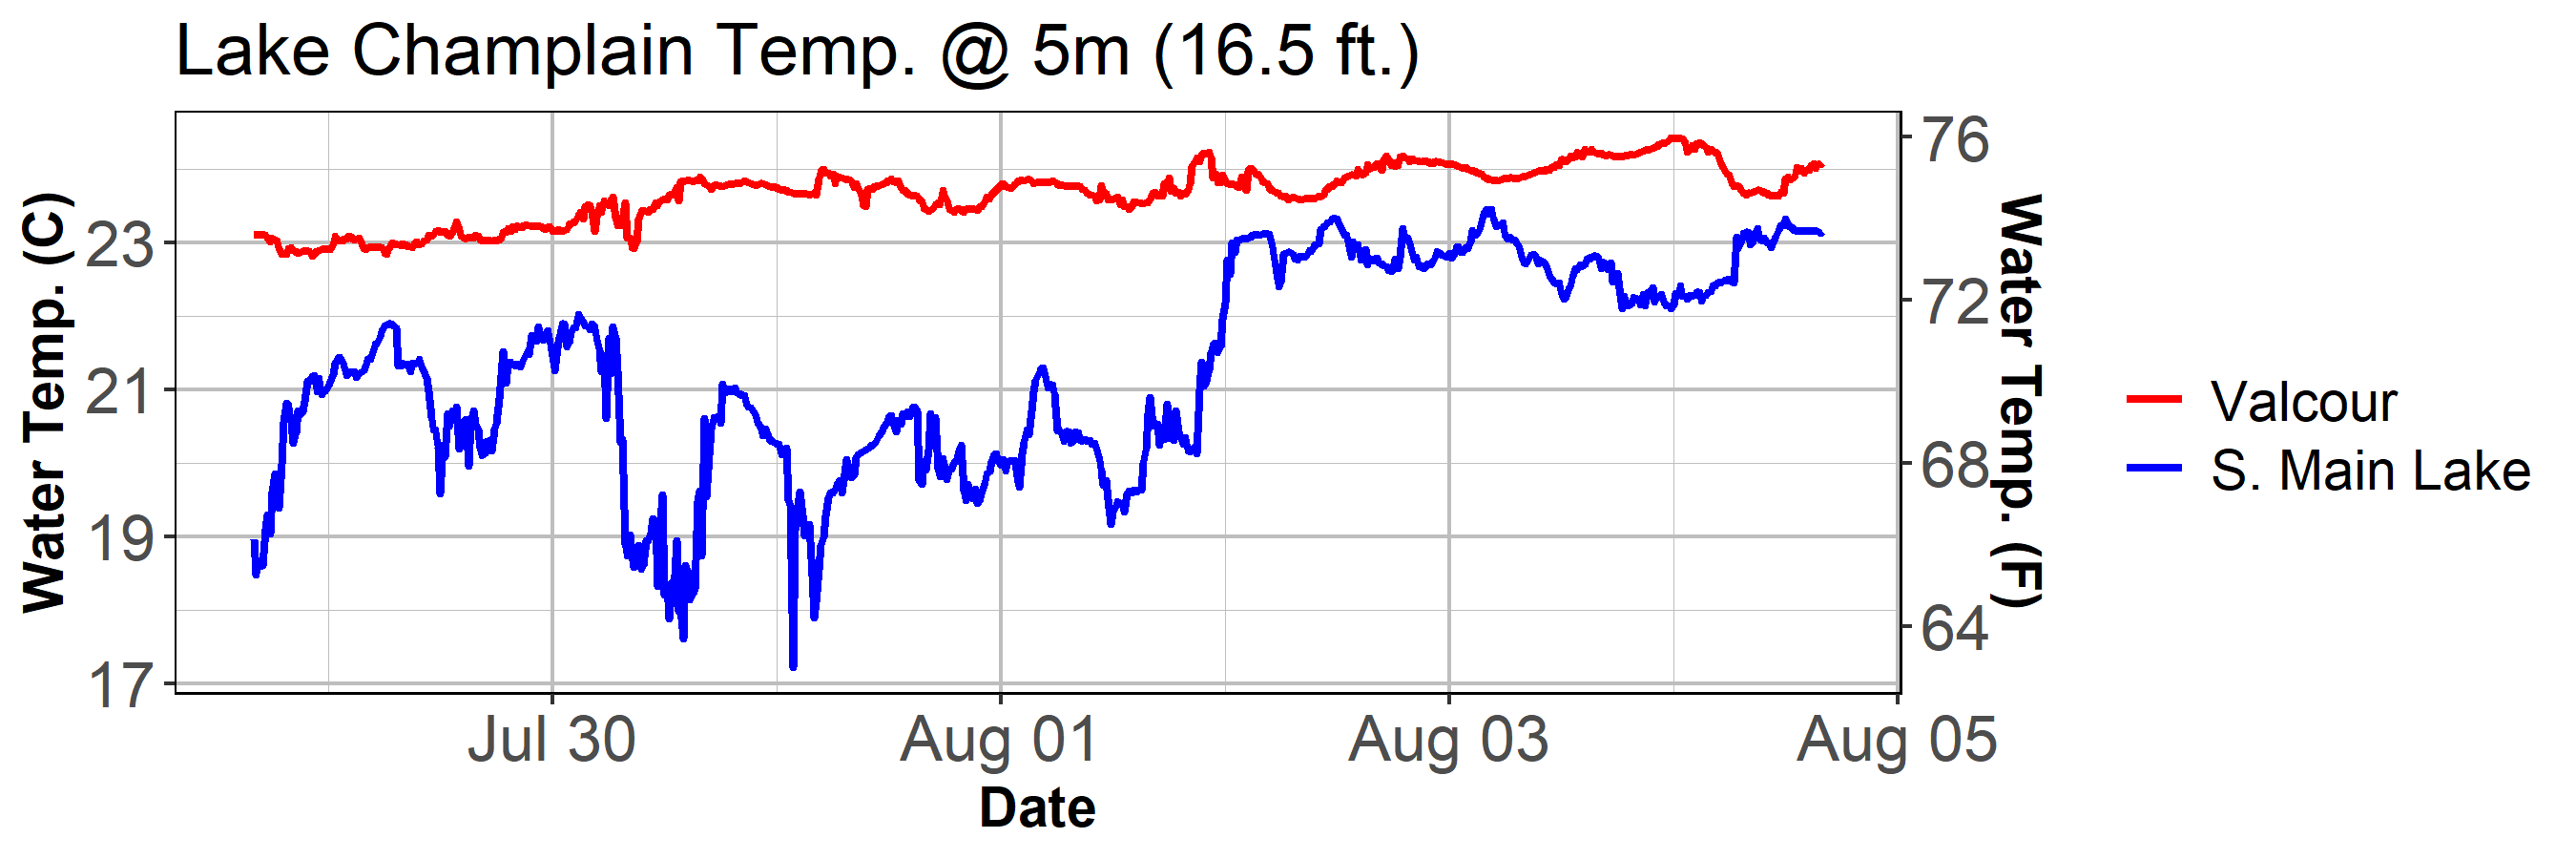 Lake Champlain Temp. @ 5m (16.5 ft.)
Water Temp. (C)
23
21
19
17
76
72
68
64
Water Temp. (F)
Jul 30
Aug 01
Aug 03
Aug 05
Date
Valcour
S. Main Lake